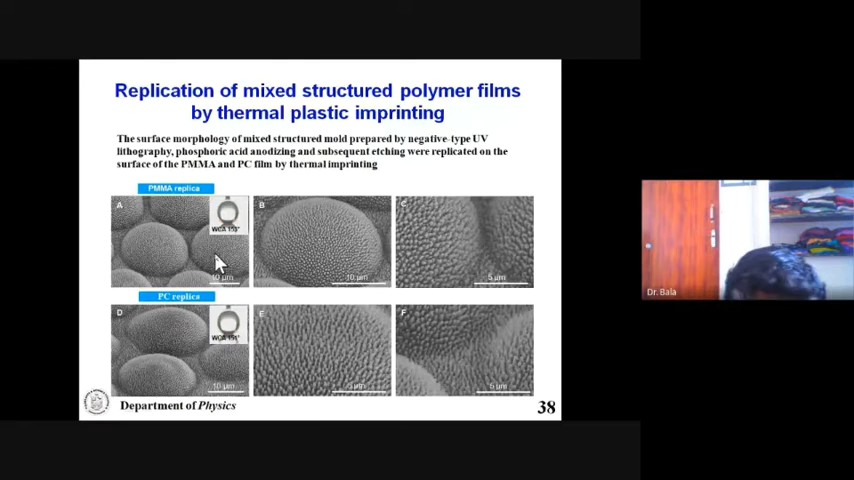 Replication of mixed structured polymer films
by thermal plastic imprinting
The surface morphology of mixed structured mold prepared by negative-type UV
lithography, phosphoric acid anodizing and subsequent etching were replicated on the
surface of the PMMA and PC film by thermal imprinting
PMMA replica
A
WCA 153°
10 µm
B
10 µm
C
5 µm
PC replica
D
10 µm
E
F
5 µm
Department of Physics
38
Dr. Bala